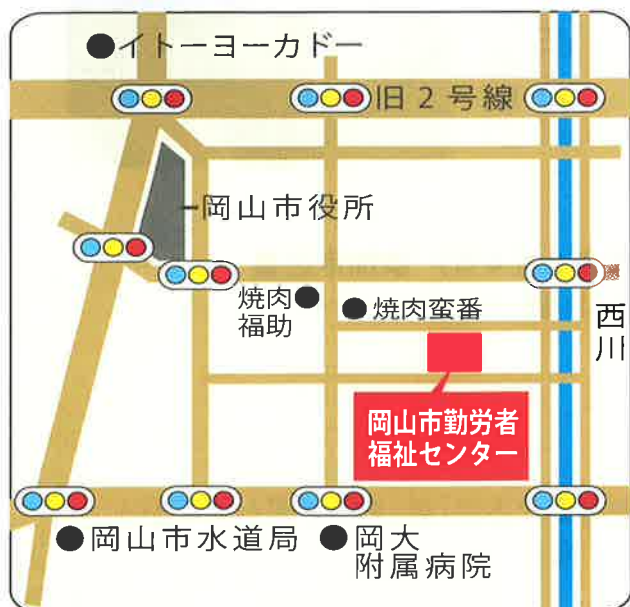 イトーヨーカドー
旧2号線
岡山市役所
焼肉
福助
焼肉蛮番
西
川
岡山市勤労者
福祉センター
岡山市水道局
岡大
附属病院